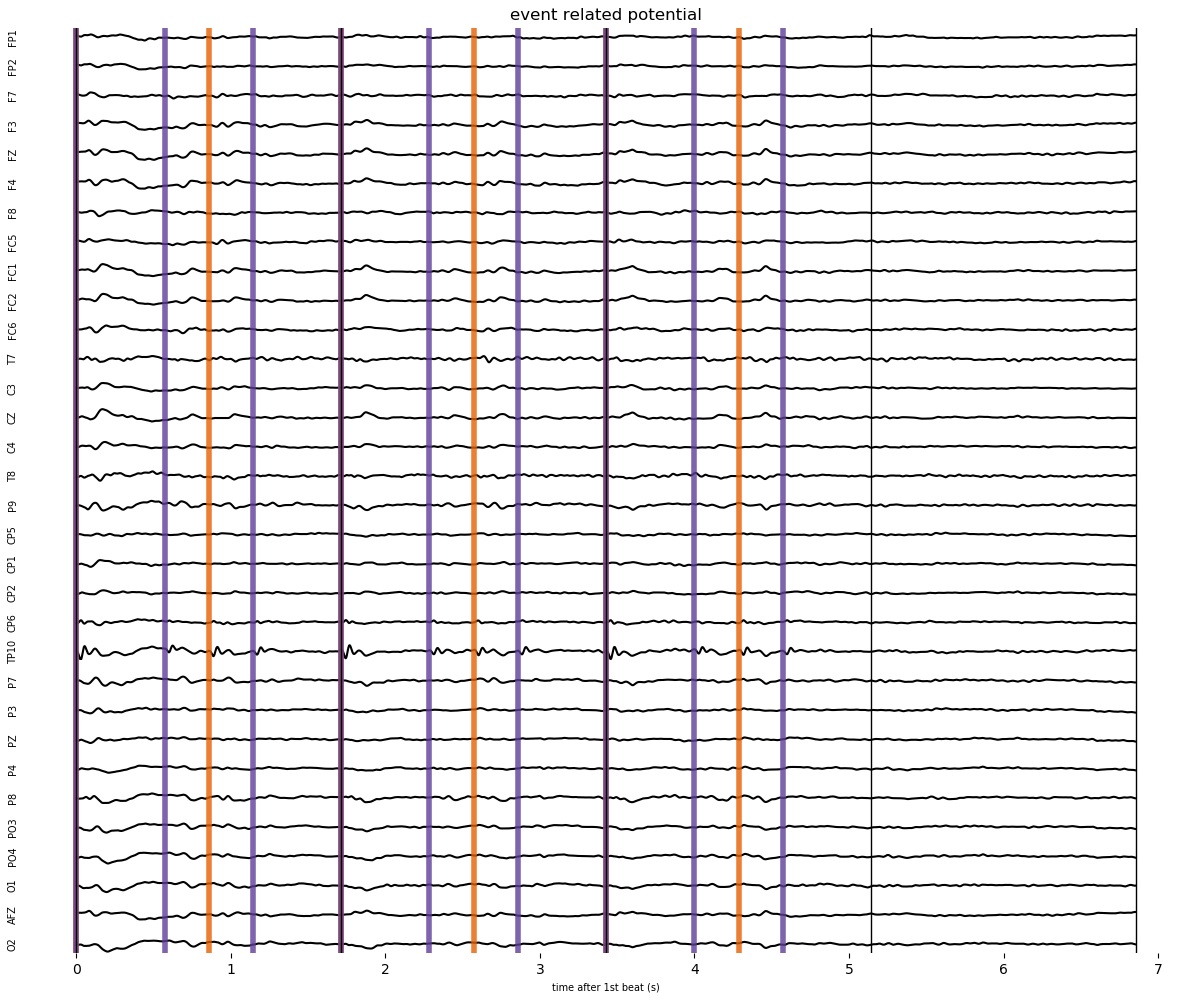 event related potential
FP1
FP2
F7
F3
FZ
F4
F8
FC5
FC1
FC2
FC6
T7
C3
CZ
C4
T8
P9
CP5
CP1
CP2
CP6
TP10
P7
P3
PZ
P4
P8
PO3
PO4
O1
AFZ
O2
0 1 2 3 4 5 6 7
time after 1st beat (s)